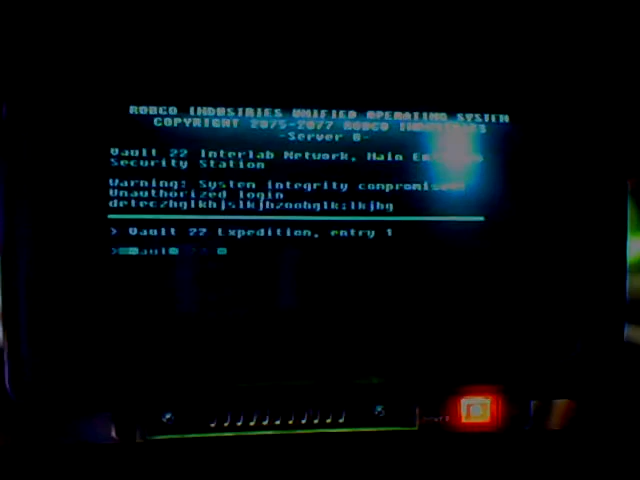 ROBCO INDUSTRIES UNIFIED OPERATING SYSTEM
COPYRIGHT 2075-2077 ROBCO INDUSTRIES
-Server 8-
Vault 22 Interlab Network, Main
Security Station
Warning: System integrity compromised
Unauthorized login
> Vault 22 Expedition, entry 1